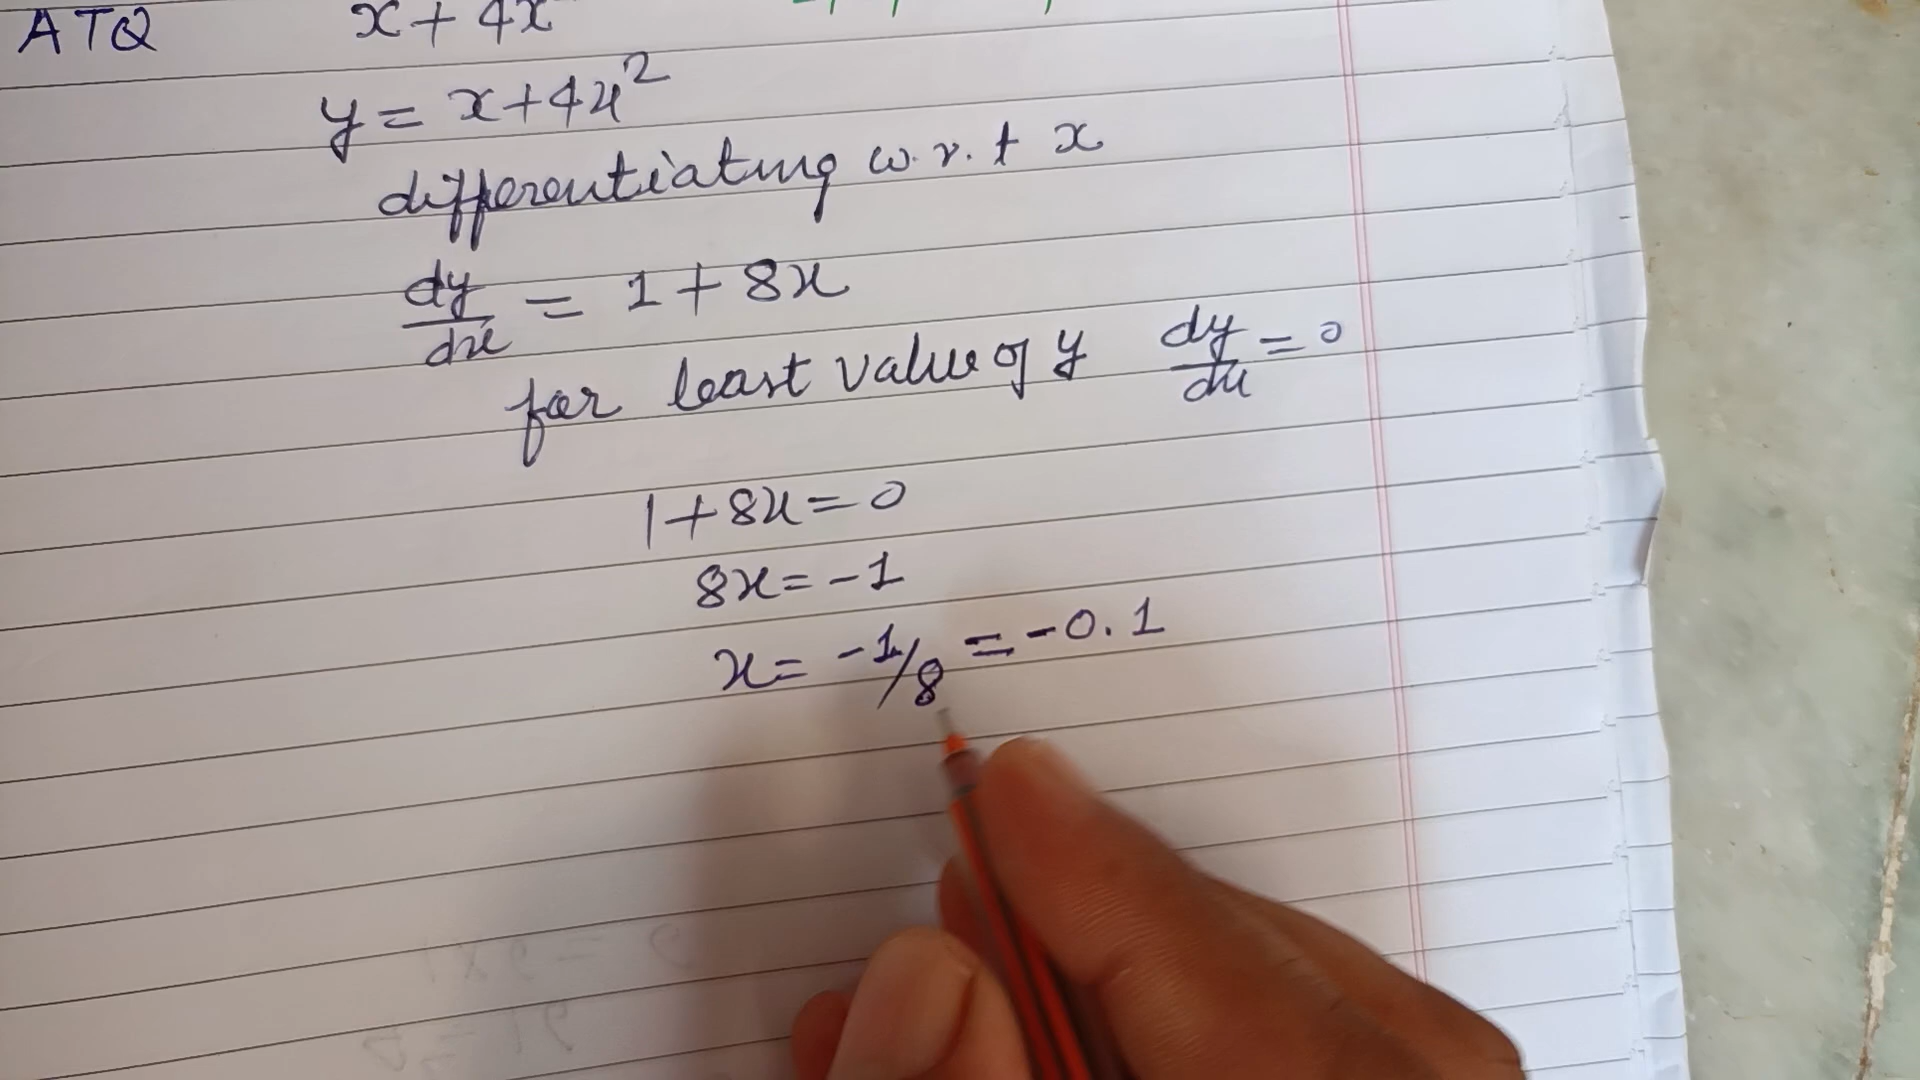 ATQ x + 4x
y = x + 4x²
differentiating w.r.t x
dy/dx = 1 + 8x
for least value of y dy/dx = 0
1 + 8x = 0
8x = -1
x = -1/8 = -0.1